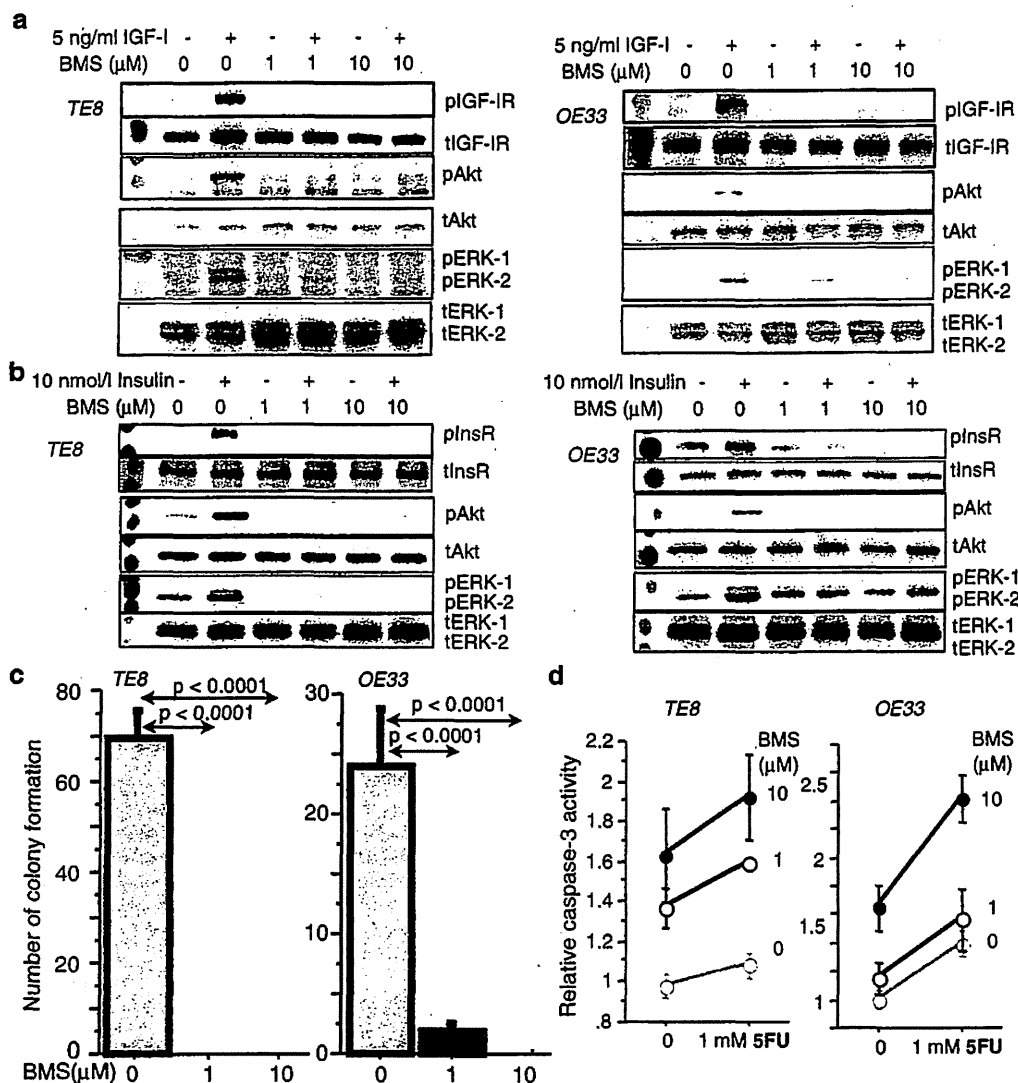 a
5 ng/ml IGF-I - + - + - +
BMS (μM) 0 0 1 1 10 10
TE8
pIGF-IR
tIGF-IR
pAkt
tAkt
pERK-1
pERK-2
tERK-1
tERK-2
5 ng/ml IGF-I - + - + - +
BMS (μM) 0 0 1 1 10 10
OE33
pIGF-IR
tIGF-IR
pAkt
tAkt
pERK-1
pERK-2
tERK-1
tERK-2
b
10 nmol/l Insulin - + - + - +
BMS (μM) 0 0 1 1 10 10
TE8
pInsR
tInsR
pAkt
tAkt
pERK-1
pERK-2
tERK-1
tERK-2
10 nmol/l Insulin - + - + - +
BMS (μM) 0 0 1 1 10 10
OE33
pInsR
tInsR
pAkt
tAkt
pERK-1
pERK-2
tERK-1
tERK-2
c
Number of colony formation
TE8
80
70
60
50
70
30
20
10
0
p < 0.0001
p < 0.0001
OE33
30
25
20
15
10
5
0
p < 0.0001
p < 0.0001
BMS(μM) 0 1 10 0 1 10
d
Relative caspase-3 activity
TE8
2.2
2
1.8
1.6
1.4
1.2
1
.8
BMS
(μM)
10
1
0
0 1 mM 5FU
OE33
2.5
2
1.5
1
BMS
(μM)
10
1
0
0 1 mM 5FU